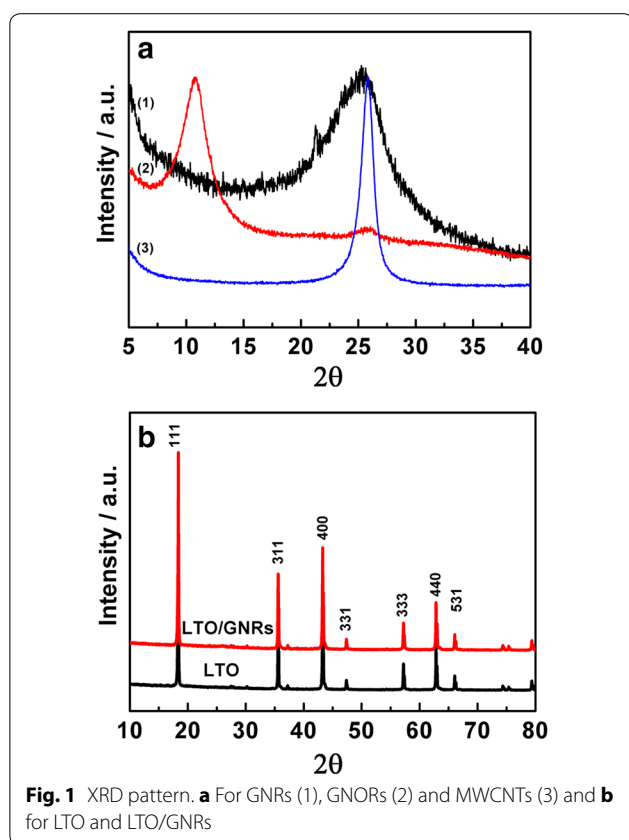 a
(1)
(2)
(3)
Intensity / a.u.
5 10 15 20 25 30 35 40
2θ
b
111
311
400
331
333
440
531
LTO/GNRs
LTO
Intensity / a.u.
10 20 30 40 50 60 70 80
2θ
Fig. 1 XRD pattern. a For GNRs (1), GNORs (2) and MWCNTs (3) and b
for LTO and LTO/GNRs